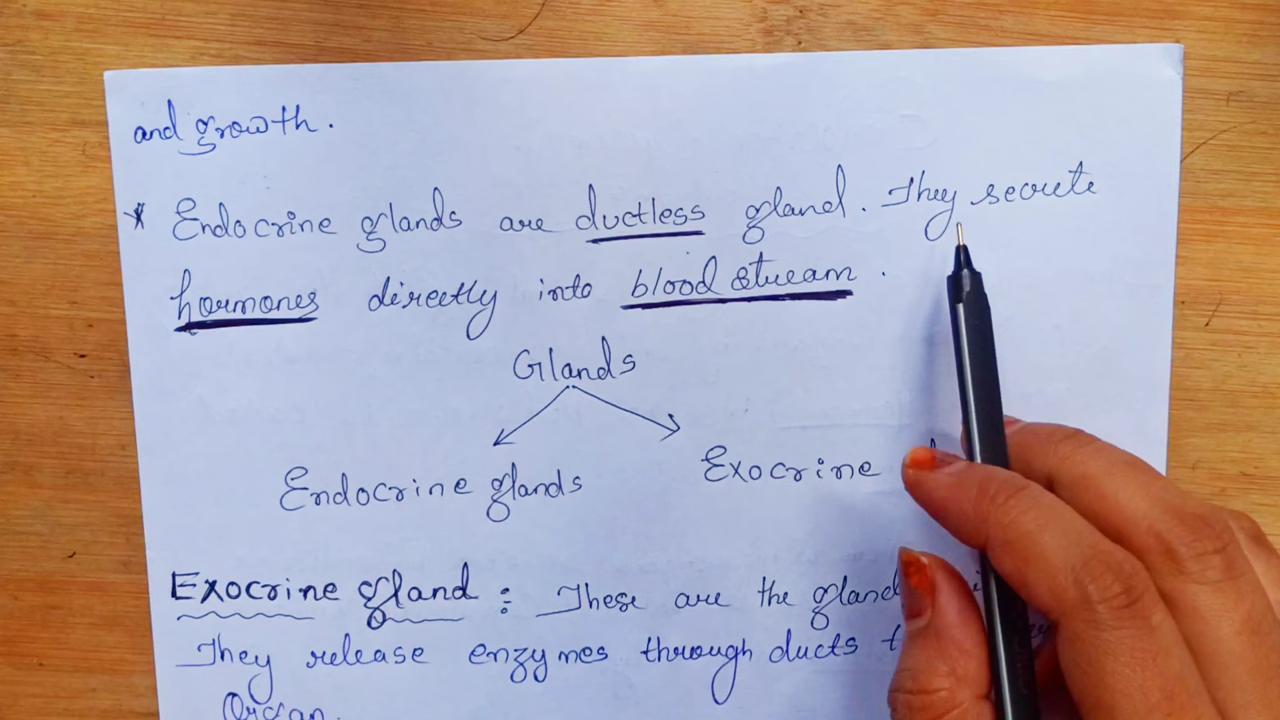 and growth.
* Endocrine glands are ductless gland. They secrete
hormones directly into blood stream.
Glands
Endocrine glands Exocrine
Exocrine gland : These are the gland
They release enzymes through ducts
Organ.